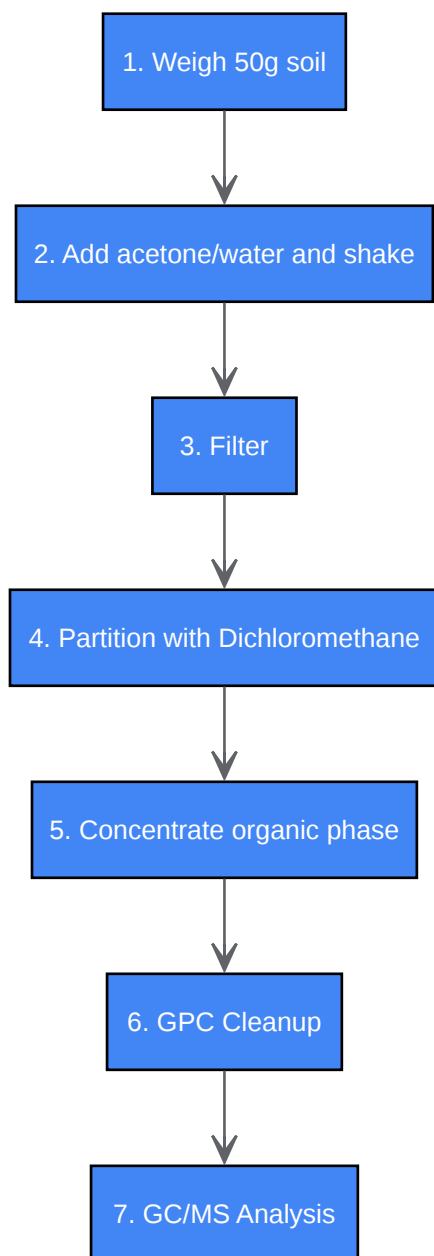 1. Weigh 50g soil
2. Add acetone/water and shake
3. Filter
4. Partition with Dichloromethane
5. Concentrate organic phase
6. GPC Cleanup
7. GC/MS Analysis